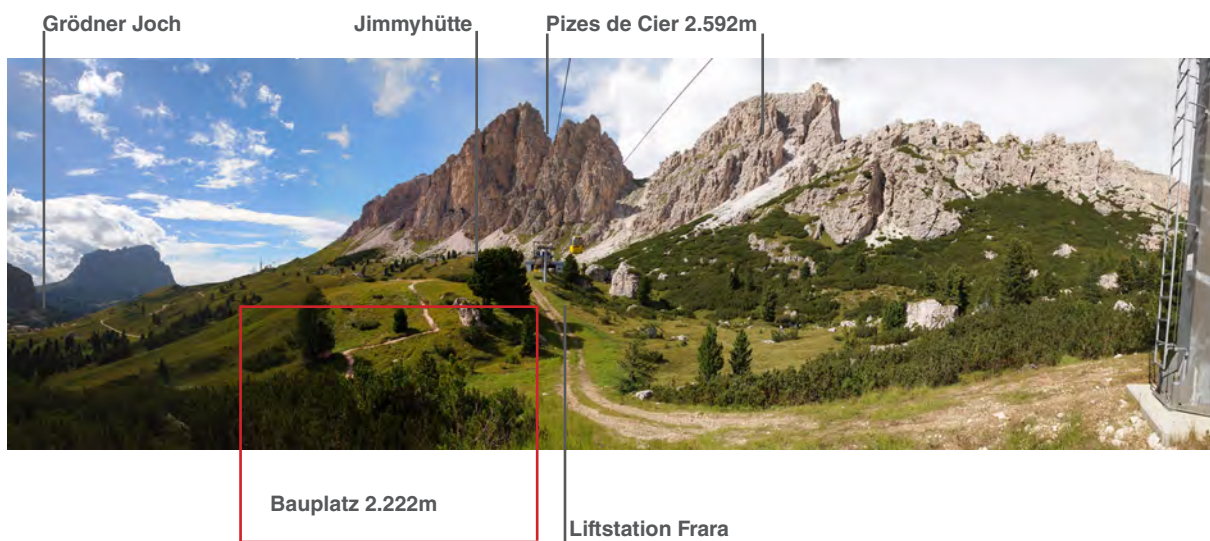 Grödner Joch
Jimmyhütte
Pizes de Cier 2.592m
Bauplatz 2.222m
Liftstation Frara